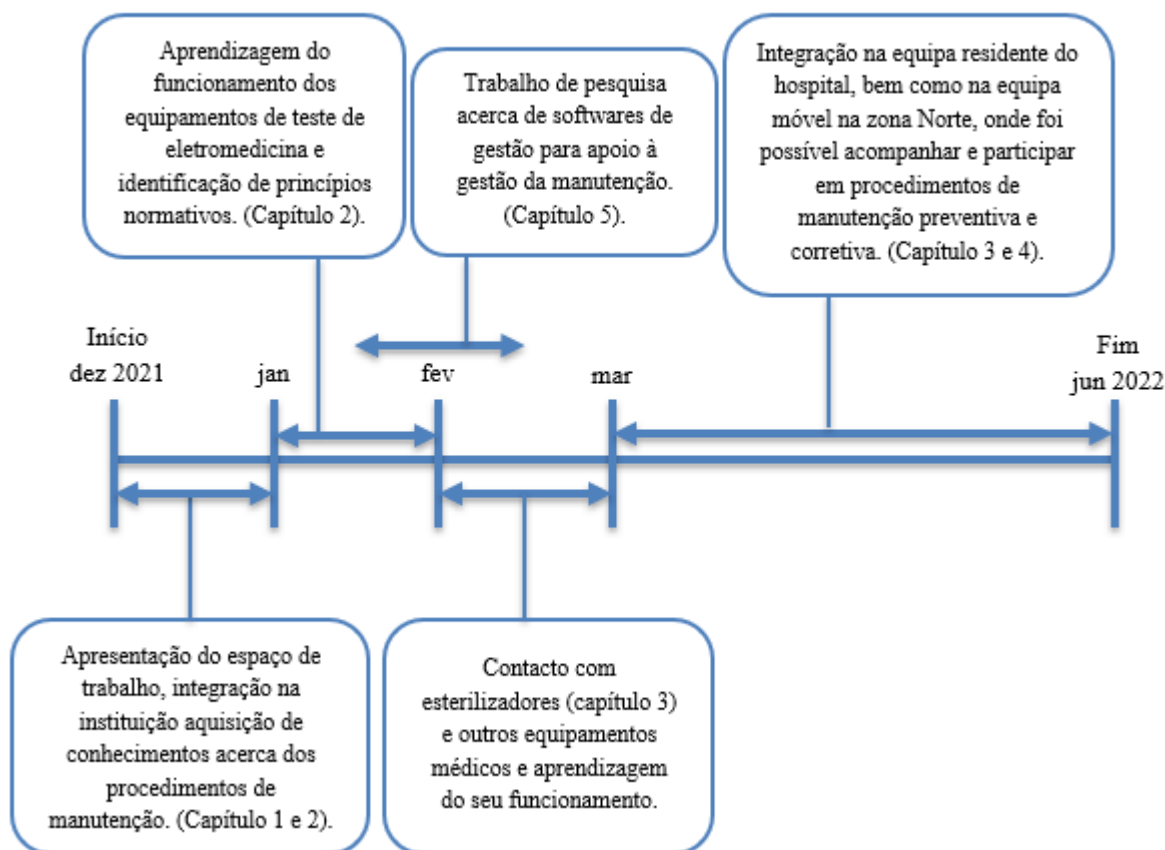 Aprendizagem do
funcionamento dos
equipamentos de teste de
eletromedicina e
identificação de princípios
normativos. (Capítulo 2).
Trabalho de pesquisa
acerca de softwares de
gestão para apoio à
gestão da manutenção.
(Capítulo 5).
Integração na equipa residente do
hospital, bem como na equipa
móvel na zona Norte, onde foi
possível acompanhar e participar
em procedimentos de
manutenção preventiva e
corretiva. (Capítulo 3 e 4).
Início
dez 2021
jan
fev
mar
Fim
jun 2022
Apresentação do espaço de
trabalho, integração na
instituição aquisição de
conhecimentos acerca dos
procedimentos de
manutenção. (Capítulo 1 e 2).
Contacto com
esterilizadores (capítulo 3)
e outros equipamentos
médicos e aprendizagem
do seu funcionamento.